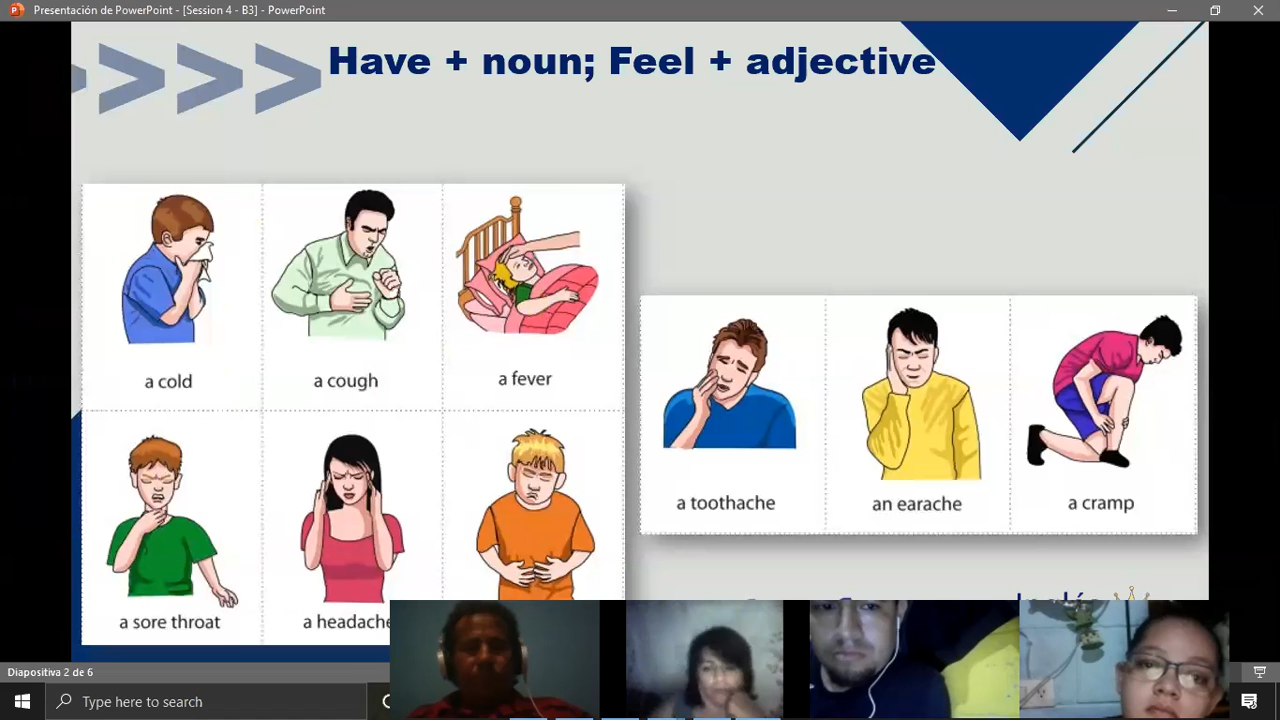 Presentación de PowerPoint - [Session 4 - B3] - PowerPoint
Have + noun; Feel + adjective
a cold
a cough
a fever
a toothache
an earache
a cramp
a sore throat
a headache
Inglés
Diapositiva 2 de 6
Type here to search